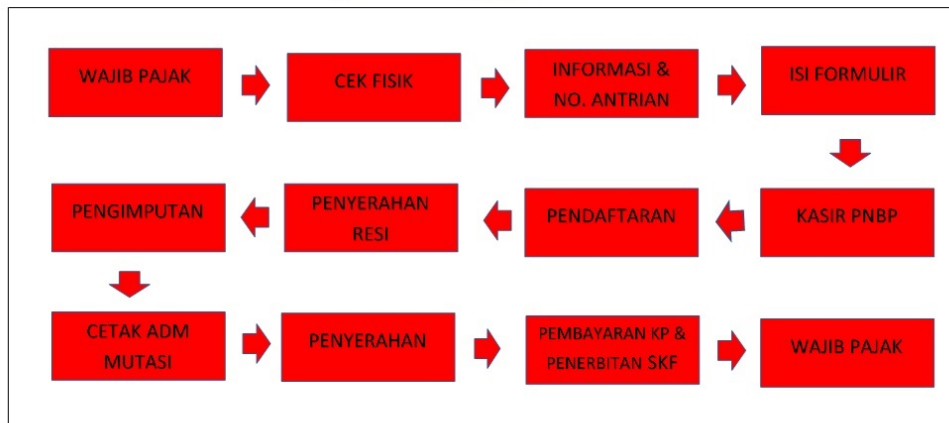 WAJIB PAJAK
CEK FISIK
INFORMASI &
NO. ANTRIAN
ISI FORMULIR
KASIR PNBP
PENDAFTARAN
PENYERAHAN
RESI
PENGIMPUTAN
CETAK ADM
MUTASI
PENYERAHAN
PEMBAYARAN KP &
PENERBITAN SKF
WAJIB PAJAK